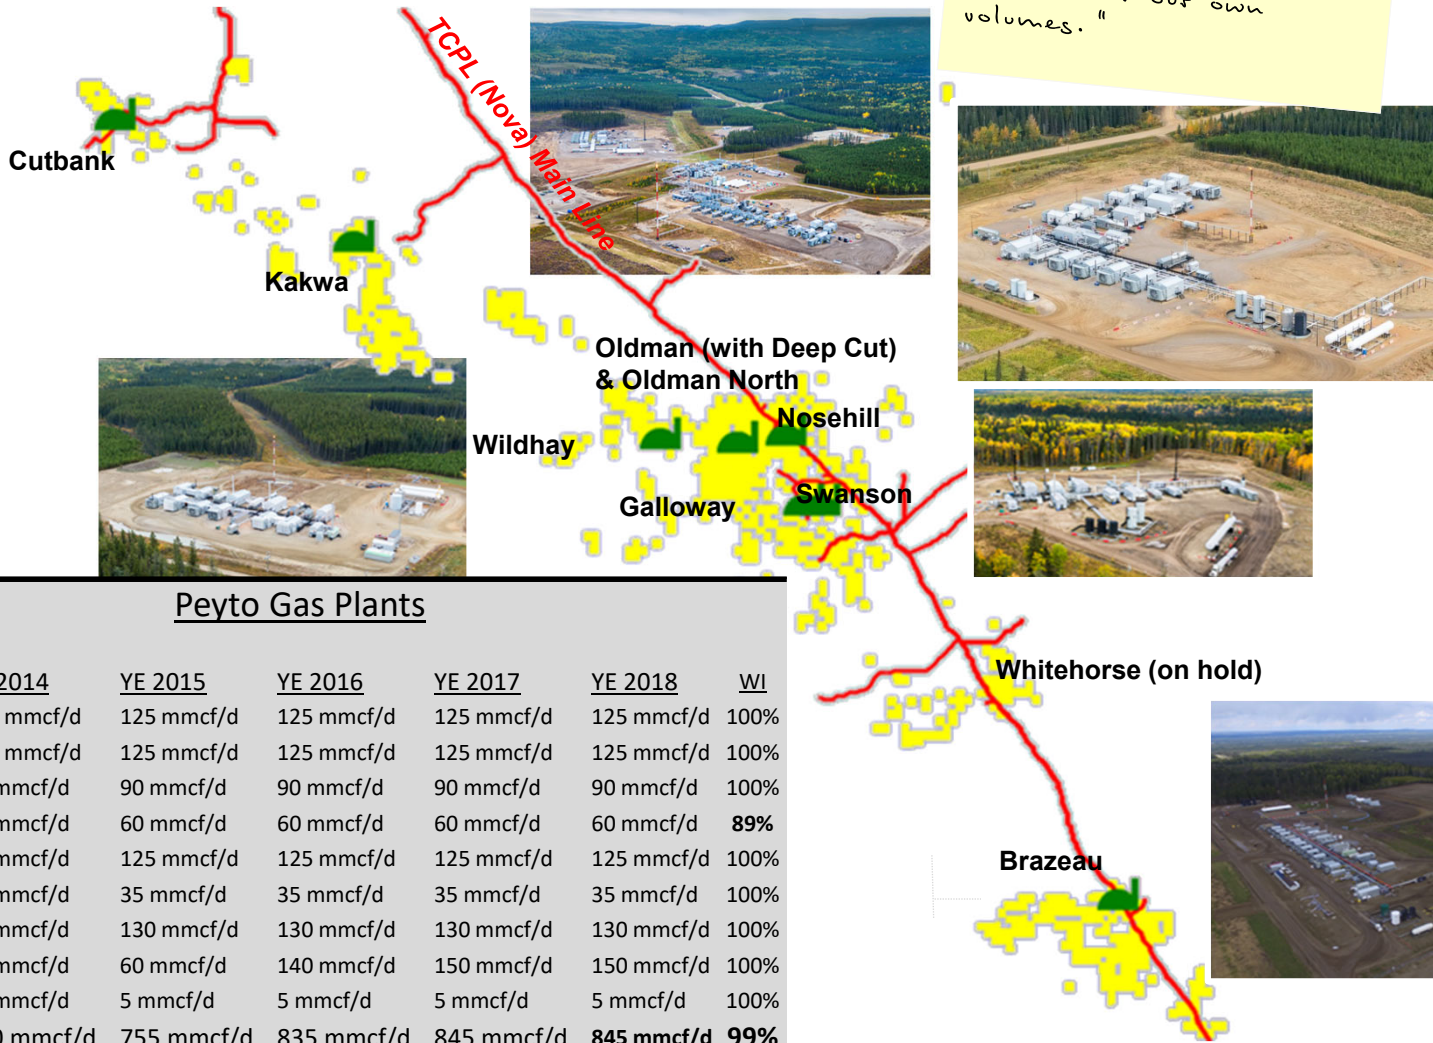 own
volumes."
TCPL (Nova) Main Line
Cutbank
Kakwa
Oldman (with Deep Cut)
& Oldman North
Nosehill
Wildhay
Galloway
Swanson
Whitehorse (on hold)
Brazeau
Peyto Gas Plants
2014 YE 2015 YE 2016 YE 2017 YE 2018 WI
mmcf/d 125 mmcf/d 125 mmcf/d 125 mmcf/d 125 mmcf/d 100%
mmcf/d 125 mmcf/d 125 mmcf/d 125 mmcf/d 125 mmcf/d 100%
mmcf/d 90 mmcf/d 90 mmcf/d 90 mmcf/d 90 mmcf/d 100%
mmcf/d 60 mmcf/d 60 mmcf/d 60 mmcf/d 60 mmcf/d 89%
mmcf/d 125 mmcf/d 125 mmcf/d 125 mmcf/d 125 mmcf/d 100%
mmcf/d 35 mmcf/d 35 mmcf/d 35 mmcf/d 35 mmcf/d 100%
mmcf/d 130 mmcf/d 130 mmcf/d 130 mmcf/d 130 mmcf/d 100%
mmcf/d 60 mmcf/d 140 mmcf/d 150 mmcf/d 150 mmcf/d 100%
mmcf/d 5 mmcf/d 5 mmcf/d 5 mmcf/d 5 mmcf/d 100%
mmcf/d 755 mmcf/d 835 mmcf/d 845 mmcf/d 845 mmcf/d 99%